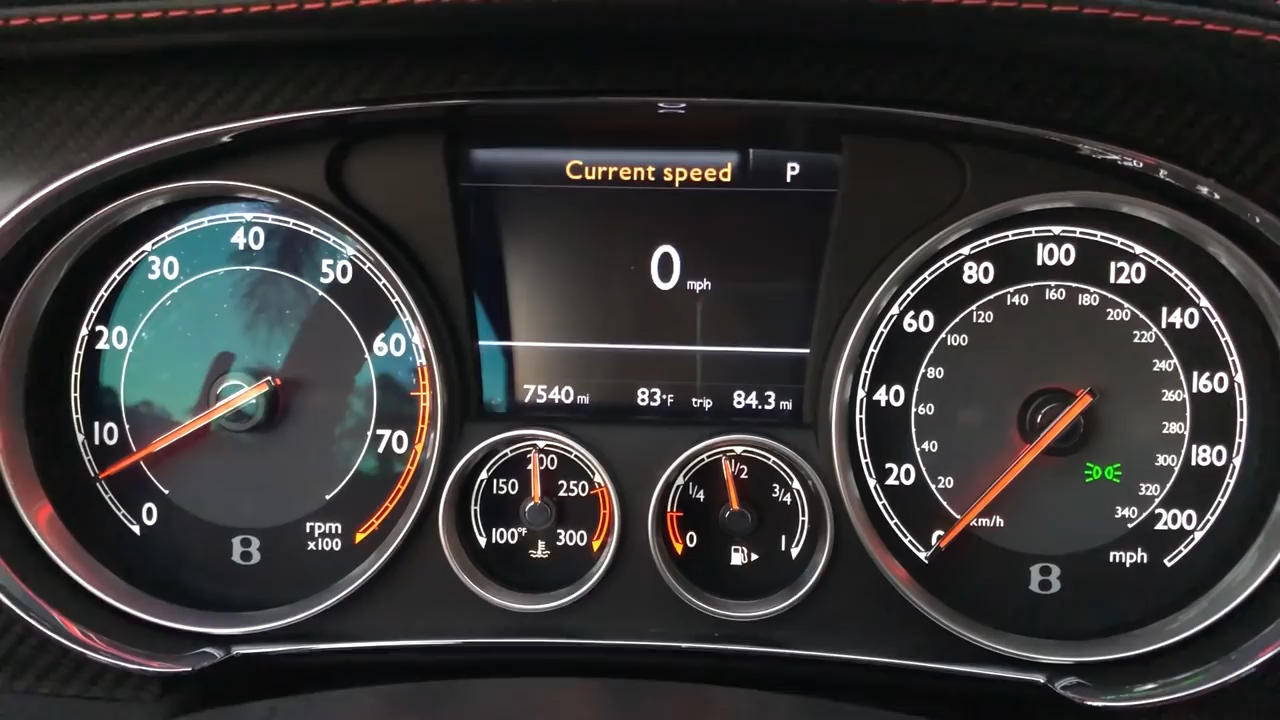 Current speed P
0 mph
7540 mi 83°F trip 84.3 mi
0 10 20 30 40 50 60 70
rpm
x100
B
100°F 150 200 250 300
0 1/4 1/2 3/4 1
0 20 40 60 80 100 120 140 160 180 200
20 40 60 80 100 120 140 160 180 200 220 240 260 280 300 320 340
km/h
mph
B